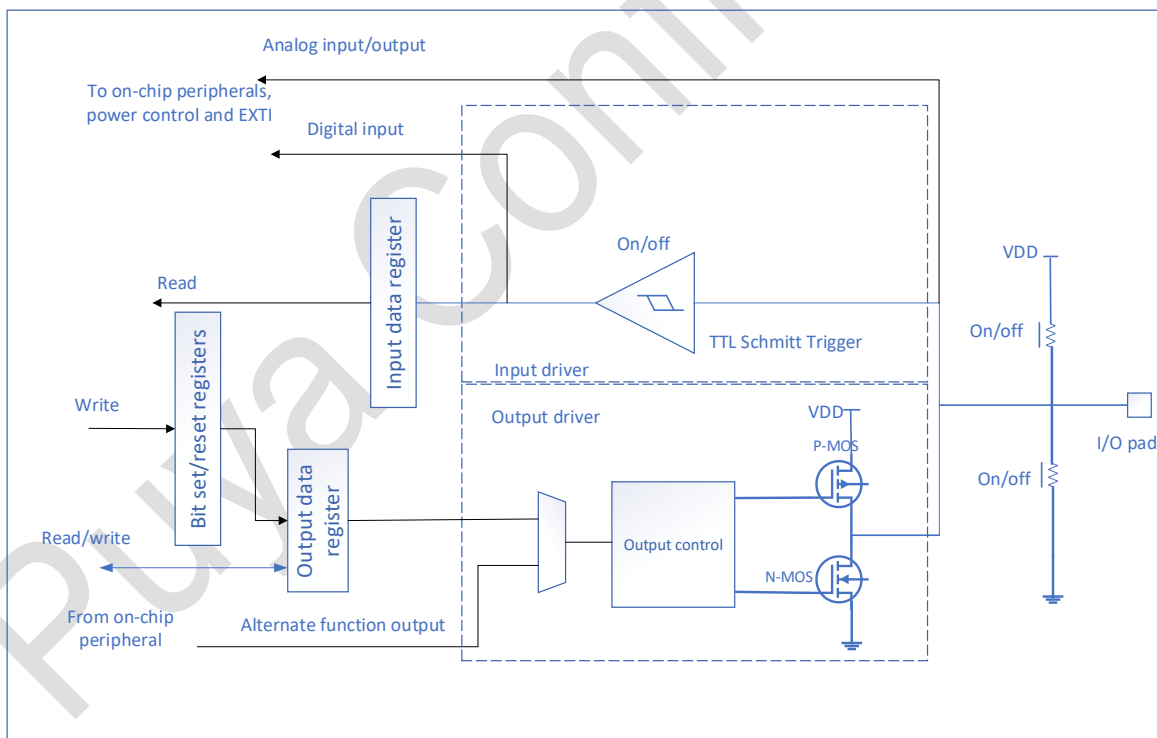 Analog input/output
To on-chip peripherals,
power control and EXTI
Digital input
On/off
Input data register
VDD
Read
On/off
TTL Schmitt Trigger
Bit set/reset registers
Input driver
Write
Output driver
VDD
P-MOS
I/O pad
On/off
Output data
register
Read/write
Output control
N-MOS
From on-chip
peripheral
Alternate function output